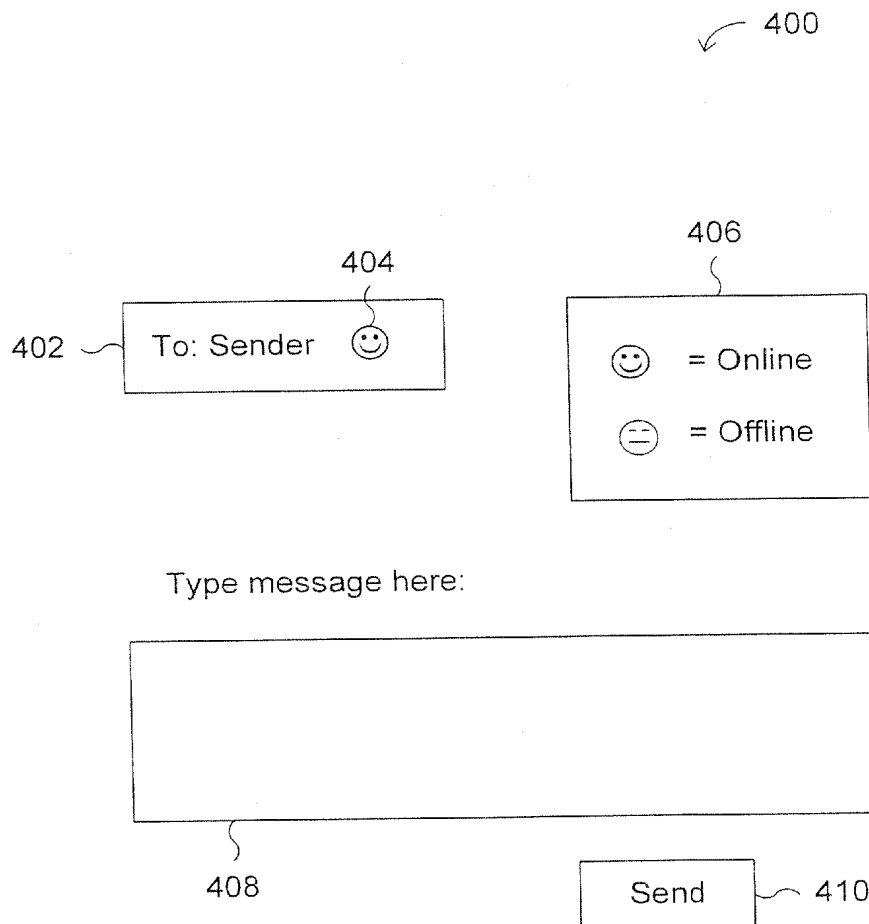 400
406
404
402
To: Sender
= Online
= Offline
Type message here:
408
Send
410